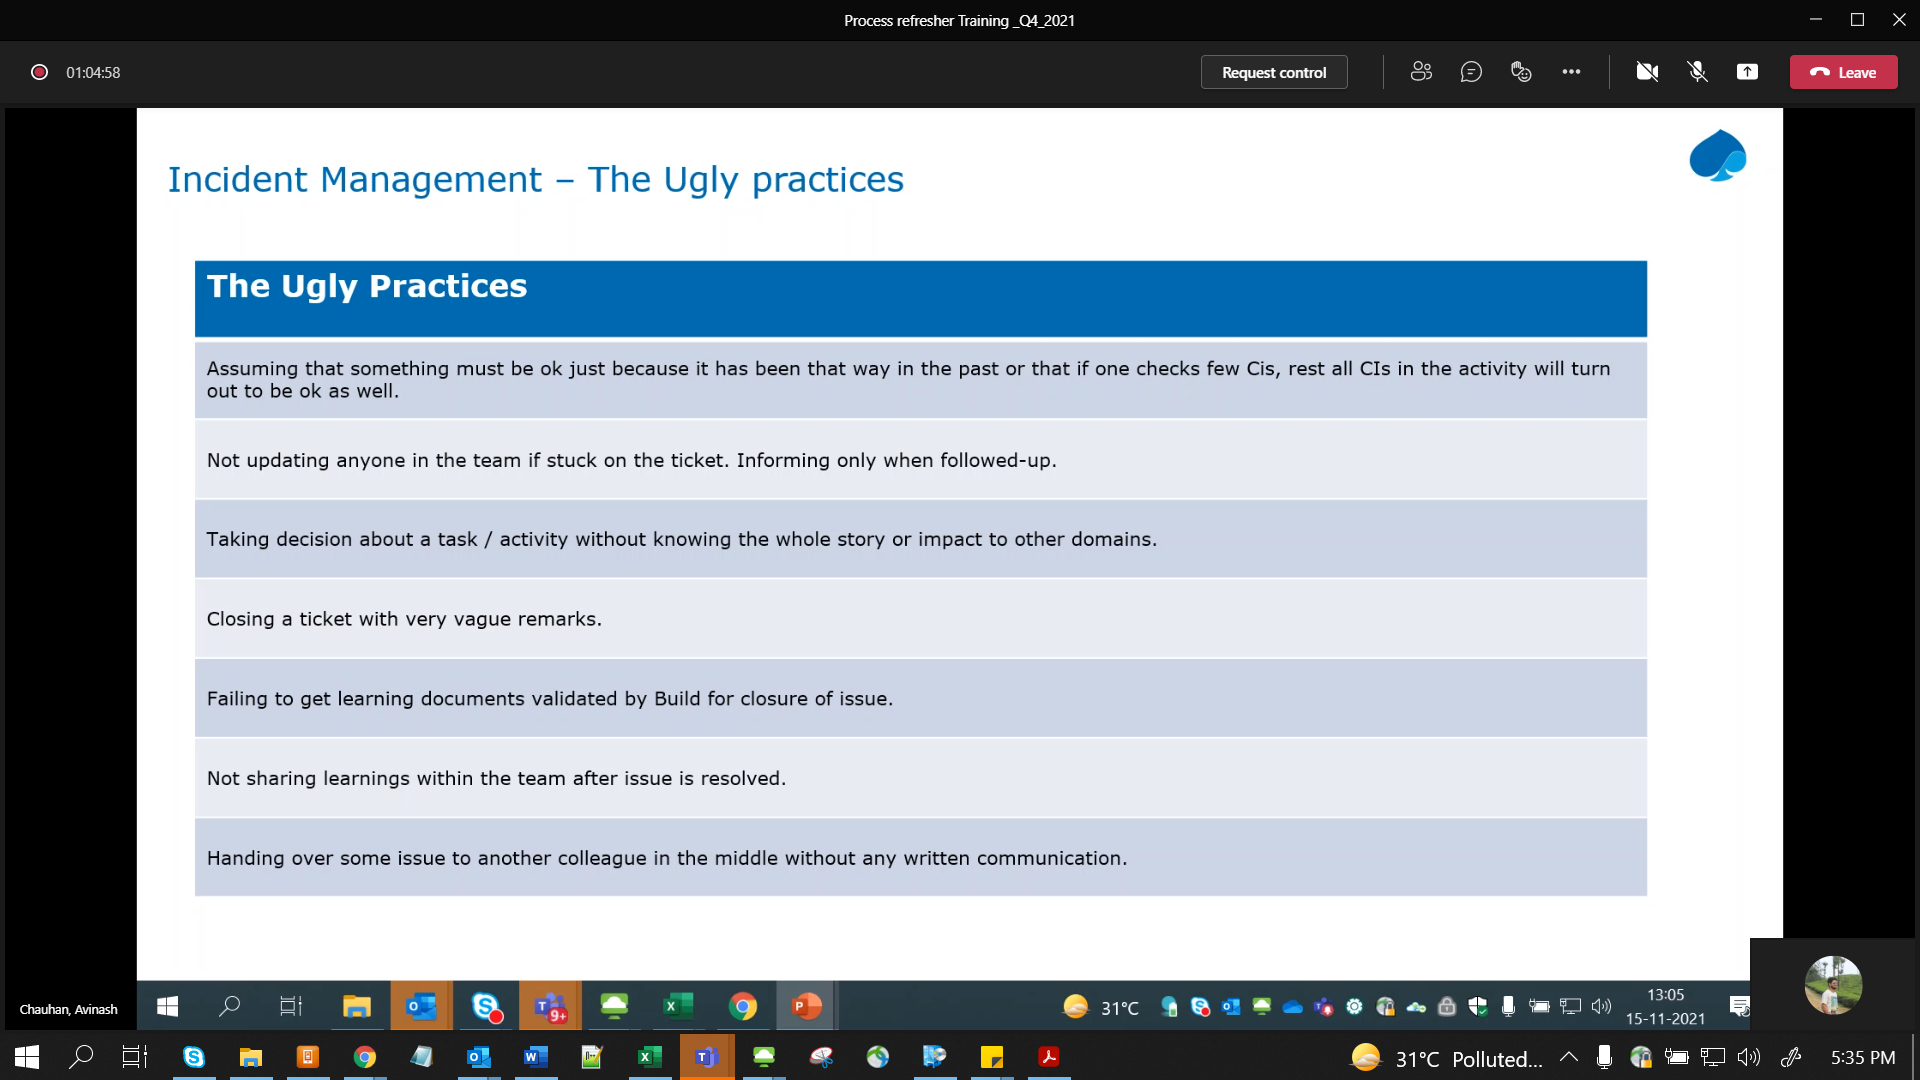 Process refresher Training _Q4_2021
01:04:58
Request control
Leave
Incident Management – The Ugly practices
The Ugly Practices
Assuming that something must be ok just because it has been that way in the past or that if one checks few Cis, rest all CIs in the activity will turn
out to be ok as well.
Not updating anyone in the team if stuck on the ticket. Informing only when followed-up.
Taking decision about a task / activity without knowing the whole story or impact to other domains.
Closing a ticket with very vague remarks.
Failing to get learning documents validated by Build for closure of issue.
Not sharing learnings within the team after issue is resolved.
Handing over some issue to another colleague in the middle without any written communication.
Chauhan, Avinash
9+
31°C
13:05
15-11-2021
31°C Polluted...
5:35 PM